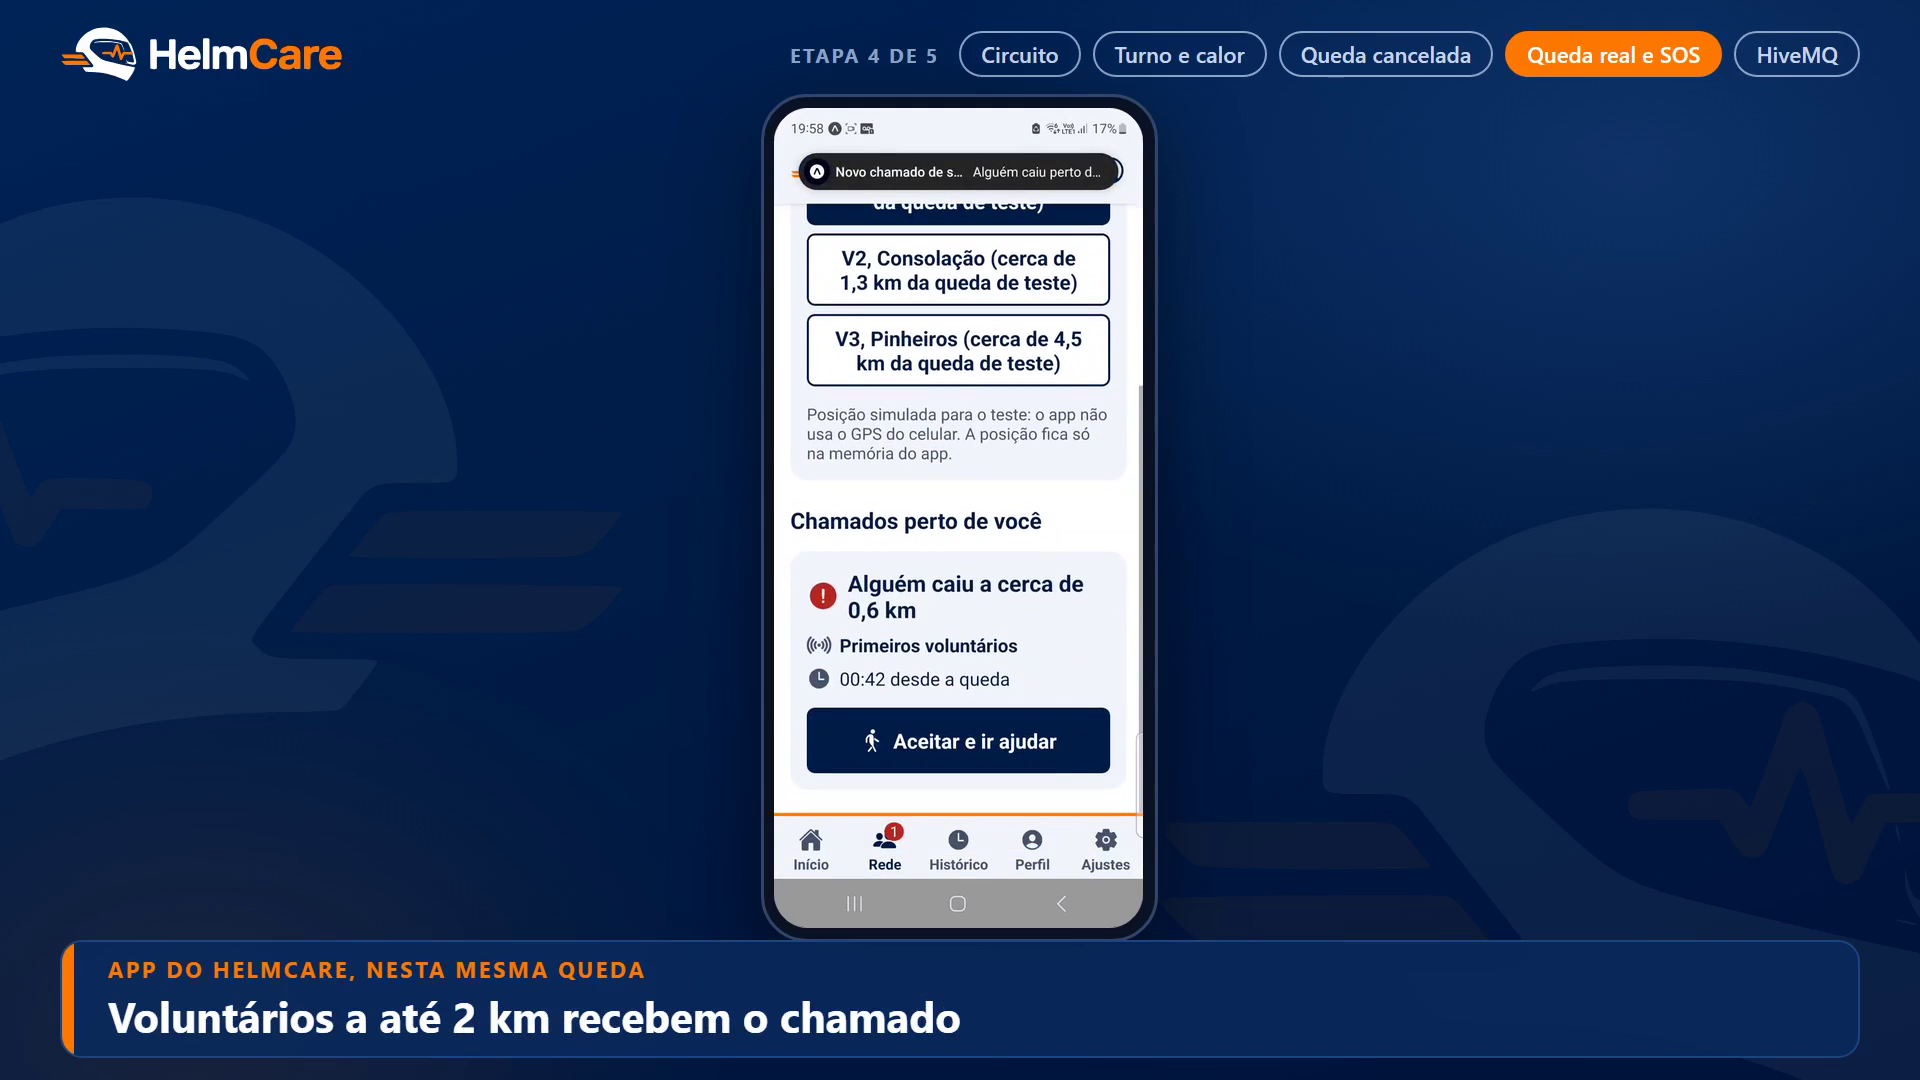 HelmCare
ETAPA 4 DE 5
Circuito
Turno e calor
Queda cancelada
Queda real e SOS
HiveMQ
19:58
17%
Novo chamado de s... Alguém caiu perto d...
da queda de teste)
V2, Consolação (cerca de
1,3 km da queda de teste)
V3, Pinheiros (cerca de 4,5
km da queda de teste)
Posição simulada para o teste: o app não
usa o GPS do celular. A posição fica só
na memória do app.
Chamados perto de você
Alguém caiu a cerca de
0,6 km
Primeiros voluntários
00:42 desde a queda
Aceitar e ir ajudar
1
Início
Rede
Histórico
Perfil
Ajustes
APP DO HELMCARE, NESTA MESMA QUEDA
Voluntários a até 2 km recebem o chamado